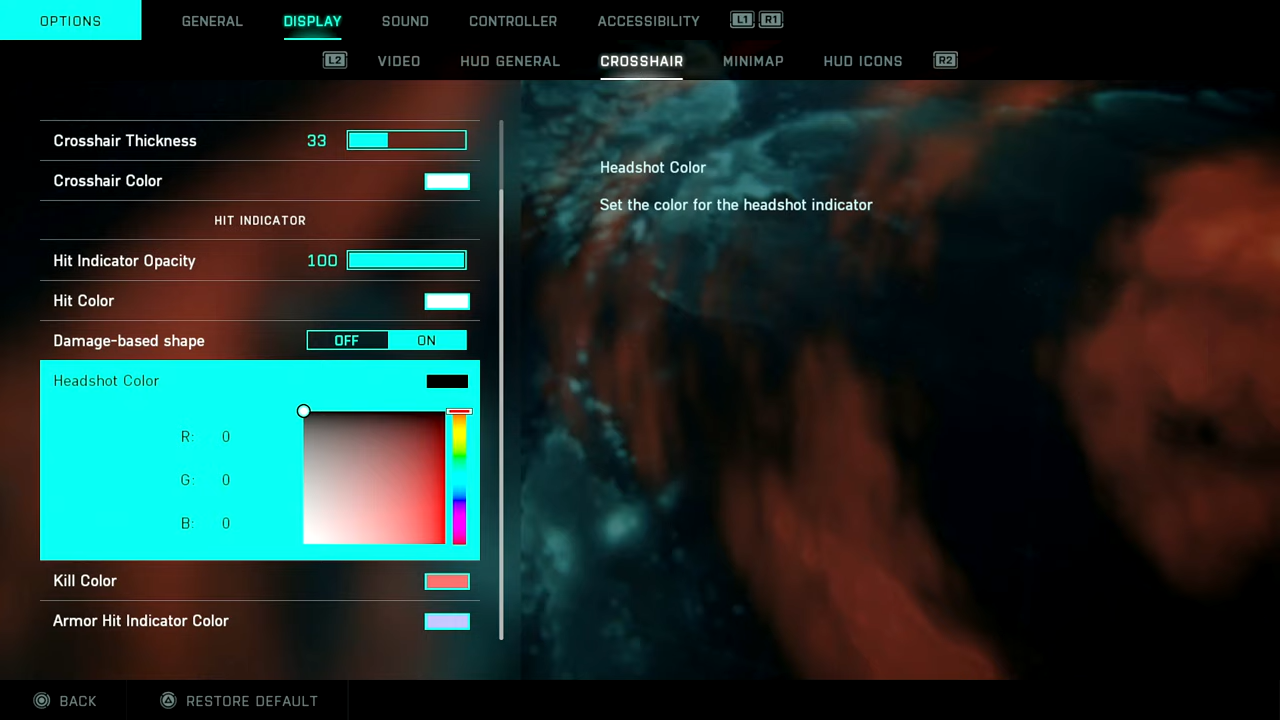 OPTIONS GENERAL DISPLAY SOUND CONTROLLER ACCESSIBILITY L1 R1
L2 VIDEO HUD GENERAL CROSSHAIR MINIMAP HUD ICONS R2
Crosshair Thickness 33
Crosshair Color
HIT INDICATOR
Hit Indicator Opacity 100
Hit Color
Damage-based shape OFF ON
Headshot Color
R: 0
G: 0
B: 0
Kill Color
Armor Hit Indicator Color
Headshot Color
Set the color for the headshot indicator
BACK RESTORE DEFAULT